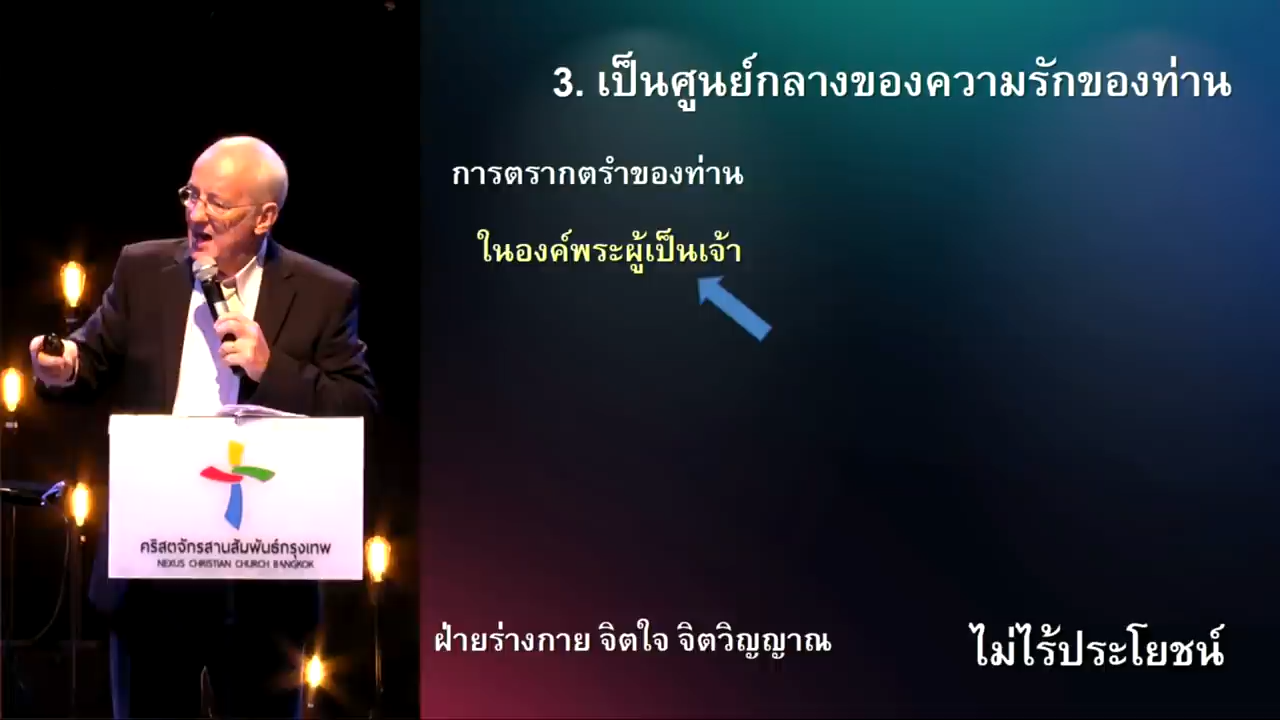 3. เป็นศูนย์กลางของความรักของท่าน
การตรากตรำของท่าน
ในองค์พระผู้เป็นเจ้า
คริสตจักรสานสัมพันธ์กรุงเทพ
NEXUS CHRISTIAN CHURCH BANGKOK
ฝ่ายร่างกาย จิตใจ จิตวิญญาณ
ไม่ไร้ประโยชน์